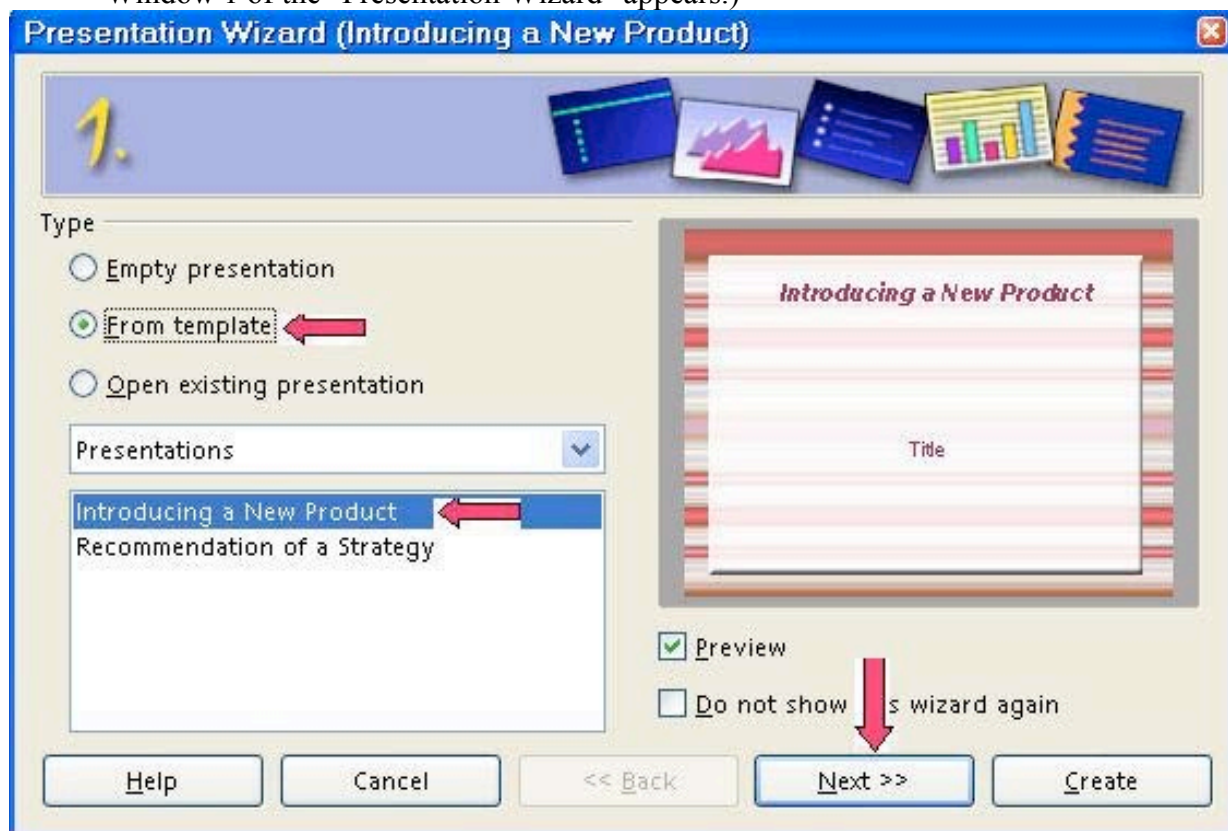 Window 1 of the "Presentation Wizard" appears.)
Presentation Wizard (Introducing a New Product)
1.
Type
Empty presentation
From template
Open existing presentation
Presentations
Introducing a New Product
Recommendation of a Strategy
Introducing a New Product
Title
Preview
Do not show s wizard again
Help
Cancel
<< Back
Next >>
Create